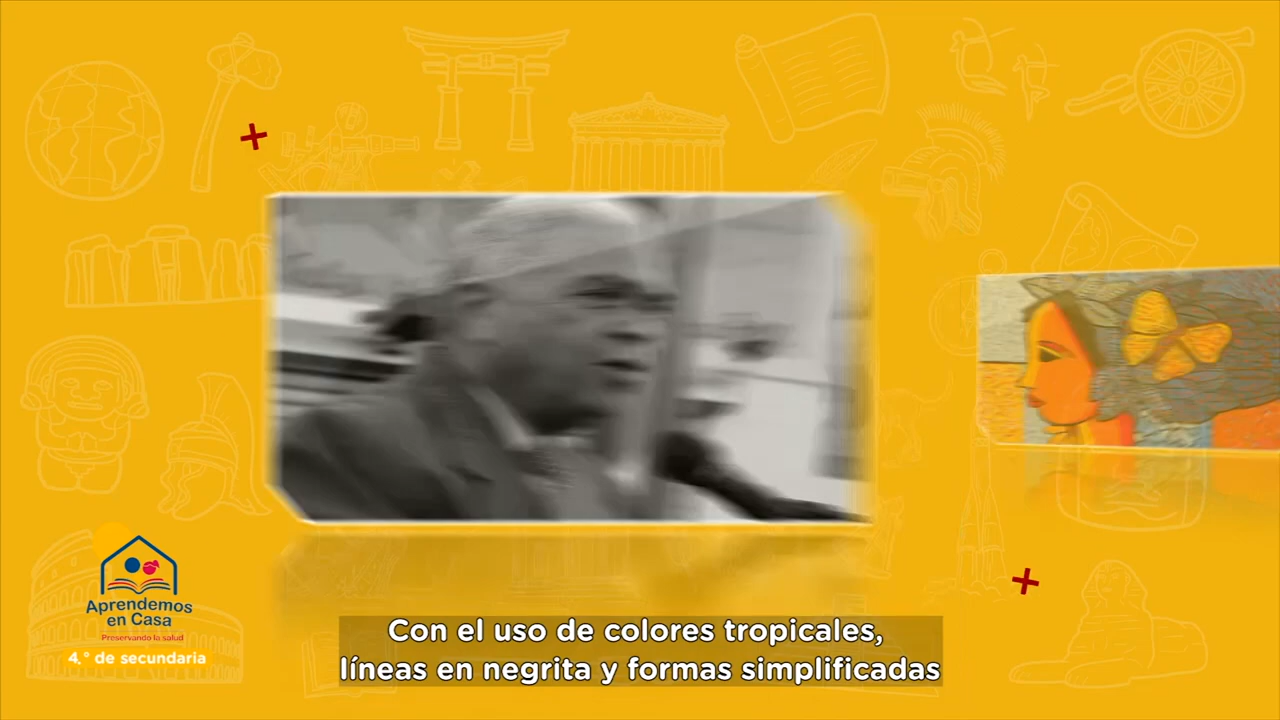 Aprendemos
en Casa
Preservando la salud
4.° de secundaria
Con el uso de colores tropicales,
líneas en negrita y formas simplificadas